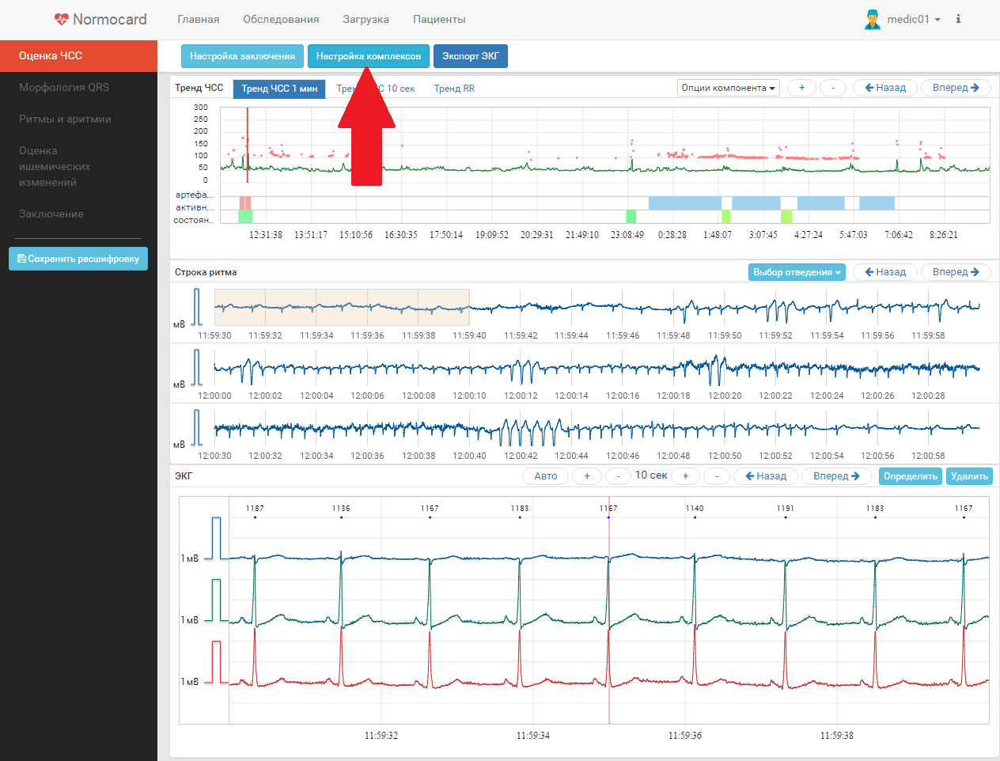 Normocard Главная Обследования Загрузка Пациенты medic01
Оценка ЧСС
Морфология QRS
Ритмы и аритмии
Оценка
ишемических
изменений
Заключение
Сохранить расшифровку
Настройка заключения Настройка комплексов Экспорт ЭКГ
Тренд ЧСС Тренд ЧСС 1 мин ЧСС 10 сек Тренд RR Опции компонента + - Назад Вперед
300
250
200
150
100
50
0
артефа...
активн...
состоян..
12:31:38 13:51:17 15:10:56 16:30:35 17:50:14 19:09:52 20:29:31 21:49:10 23:08:49 0:28:28 1:48:07 3:07:45 4:27:24 5:47:03 7:06:42 8:26:21
Строка ритма Выбор отведения Назад Вперед
мВ
11:59:30 11:59:32 11:59:34 11:59:36 11:59:38 11:59:40 11:59:42 11:59:44 11:59:46 11:59:48 11:59:50 11:59:52 11:59:54 11:59:56 11:59:58
мВ
12:00:00 12:00:02 12:00:04 12:00:06 12:00:08 12:00:10 12:00:12 12:00:14 12:00:16 12:00:18 12:00:20 12:00:22 12:00:24 12:00:26 12:00:28
мВ
12:00:30 12:00:32 12:00:34 12:00:36 12:00:38 12:00:40 12:00:42 12:00:44 12:00:46 12:00:48 12:00:50 12:00:52 12:00:54 12:00:56 12:00:58
ЭКГ Авто + - 10 сек + - Назад Вперед Определить Удалить
1187 1136 1167 1183 1167 1140 1191 1183 1167
1мВ
1мВ
1мВ
11:59:32 11:59:34 11:59:36 11:59:38